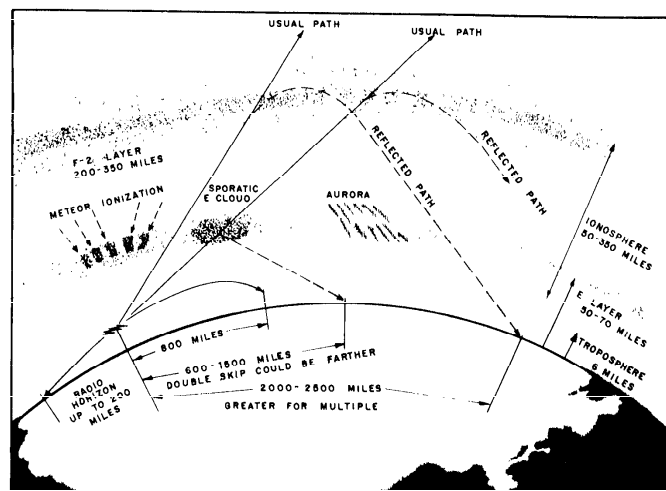 USUAL PATH
USUAL PATH
F-2 LAYER
200-350 MILES
METEOR IONIZATION
SPORATIC
E CLOUD
AURORA
REFLECTED PATH
REFLECTED PATH
IONOSPHERE
50-350 MILES
E LAYER
50-70 MILES
TROPOSPHERE
6 MILES
800 MILES
600-1500 MILES
DOUBLE SKIP COULD BE FARTHER
2000-2500 MILES
GREATER FOR MULTIPLE
RADIO
HORIZON
UP TO 200
MILES